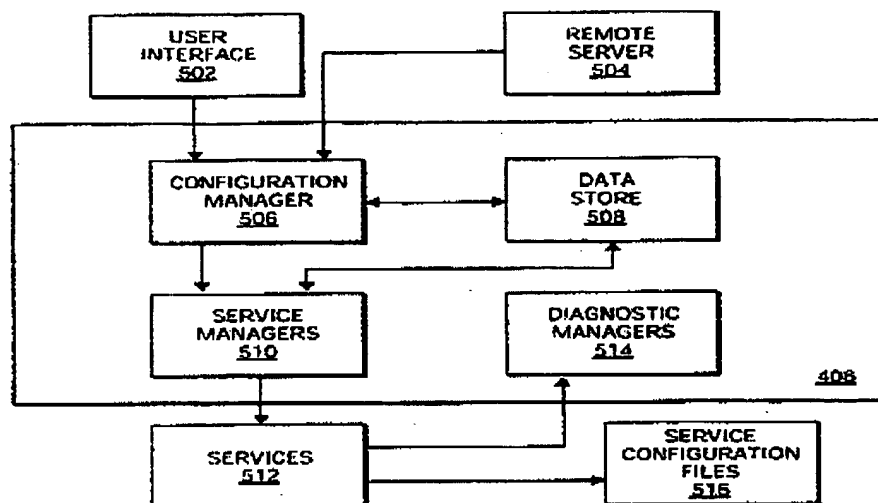 USER
INTERFACE
502
REMOTE
SERVER
504
CONFIGURATION
MANAGER
506
DATA
STORE
508
SERVICE
MANAGERS
510
DIAGNOSTIC
MANAGERS
514
408
SERVICES
512
SERVICE
CONFIGURATION
FILES
516